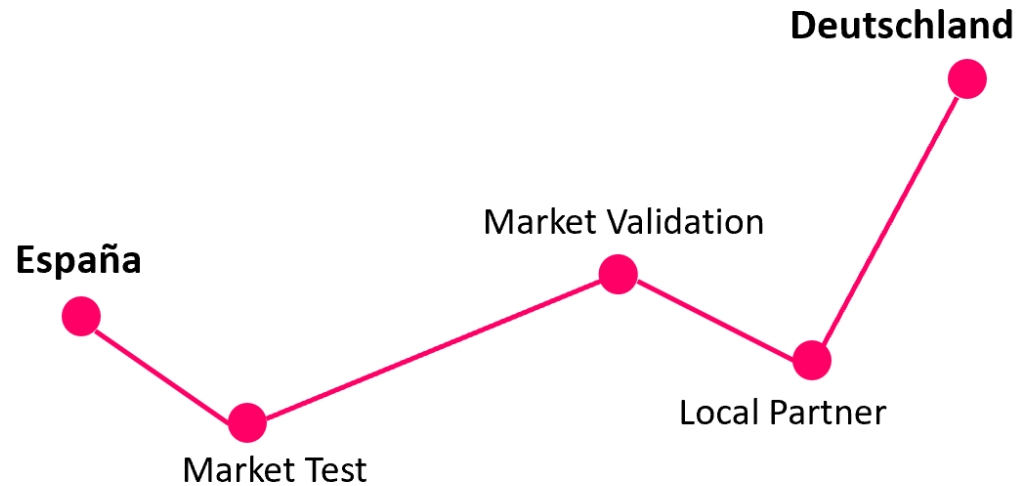 Deutschland
Market Validation
España
Local Partner
Market Test